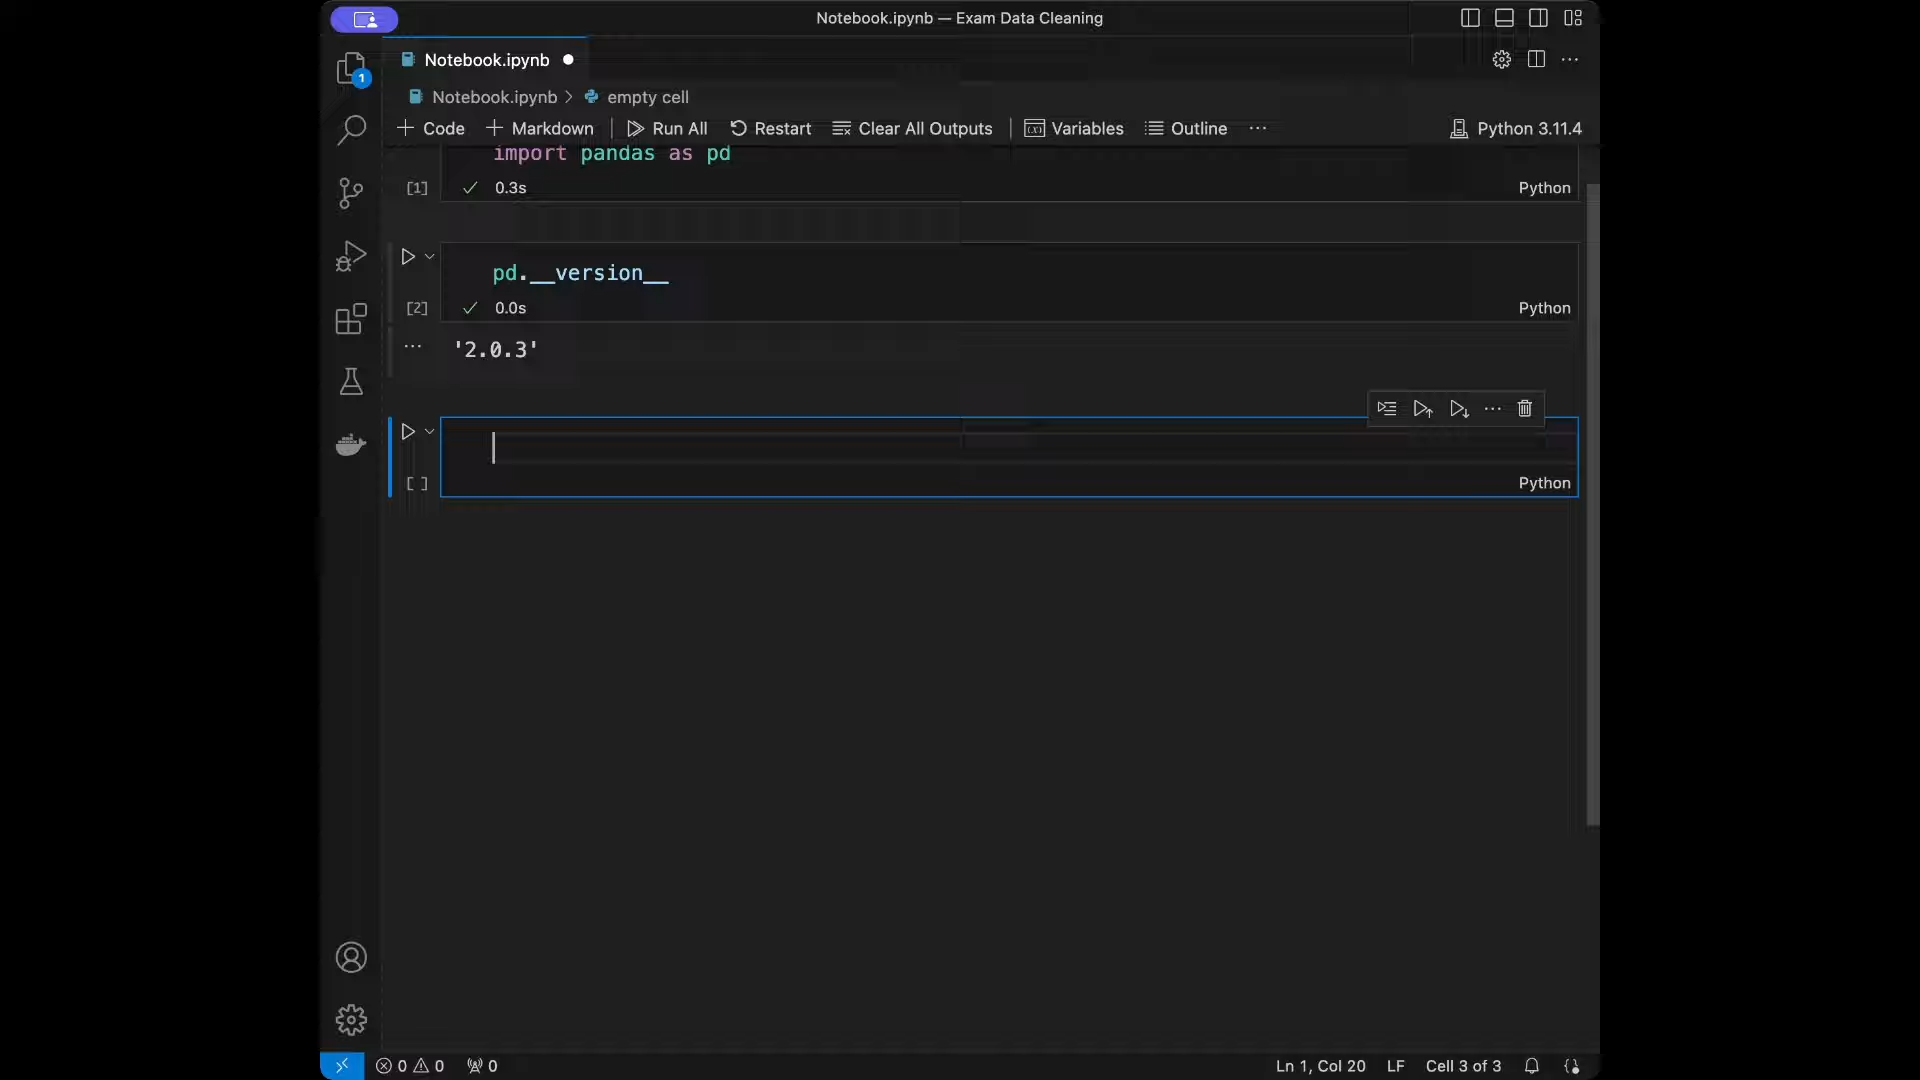 Notebook.ipynb — Exam Data Cleaning
1
Notebook.ipynb
Notebook.ipynb > empty cell
+ Code + Markdown Run All Restart Clear All Outputs Variables Outline ··· Python 3.11.4
import pandas as pd
[1] 0.3s Python
pd.__version__
[2] 0.0s Python
'2.0.3'
[ ] Python
0 0 0 Ln 1, Col 20 LF Cell 3 of 3